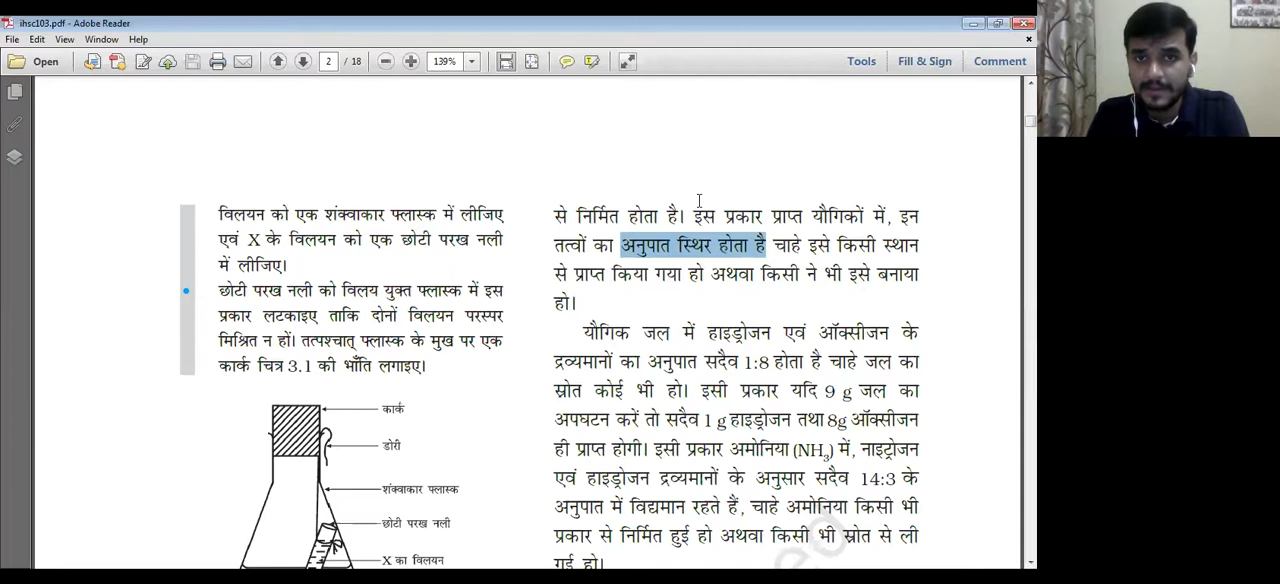 ihsc103.pdf - Adobe Reader
File Edit View Window Help
Open 2 / 18 139% Tools Fill & Sign Comment
विलयन को एक शंक्वाकार फ्लास्क में लीजिए
एवं X के विलयन को एक छोटी परख नली
में लीजिए।
छोटी परख नली को विलय युक्त फ्लास्क में इस
प्रकार लटकाइए ताकि दोनों विलयन परस्पर
मिश्रित न हों। तत्पश्चात् फ्लास्क के मुख पर एक
कार्क चित्र 3.1 की भाँति लगाइए।
कार्क
डोरी
शंक्वाकार फ्लास्क
छोटी परख नली
X का विलयन
से निर्मित होता है। इस प्रकार प्राप्त यौगिकों में, इन
तत्वों का अनुपात स्थिर होता है चाहे इसे किसी स्थान
से प्राप्त किया गया हो अथवा किसी ने भी इसे बनाया
हो।
यौगिक जल में हाइड्रोजन एवं ऑक्सीजन के
द्रव्यमानों का अनुपात सदैव 1:8 होता है चाहे जल का
स्रोत कोई भी हो। इसी प्रकार यदि 9 g जल का
अपघटन करें तो सदैव 1 g हाइड्रोजन तथा 8g ऑक्सीजन
ही प्राप्त होगी। इसी प्रकार अमोनिया (NH₃) में, नाइट्रोजन
एवं हाइड्रोजन द्रव्यमानों के अनुसार सदैव 14:3 के
अनुपात में विद्यमान रहते हैं, चाहे अमोनिया किसी भी
प्रकार से निर्मित हुई हो अथवा किसी भी स्रोत से ली
गई हो।